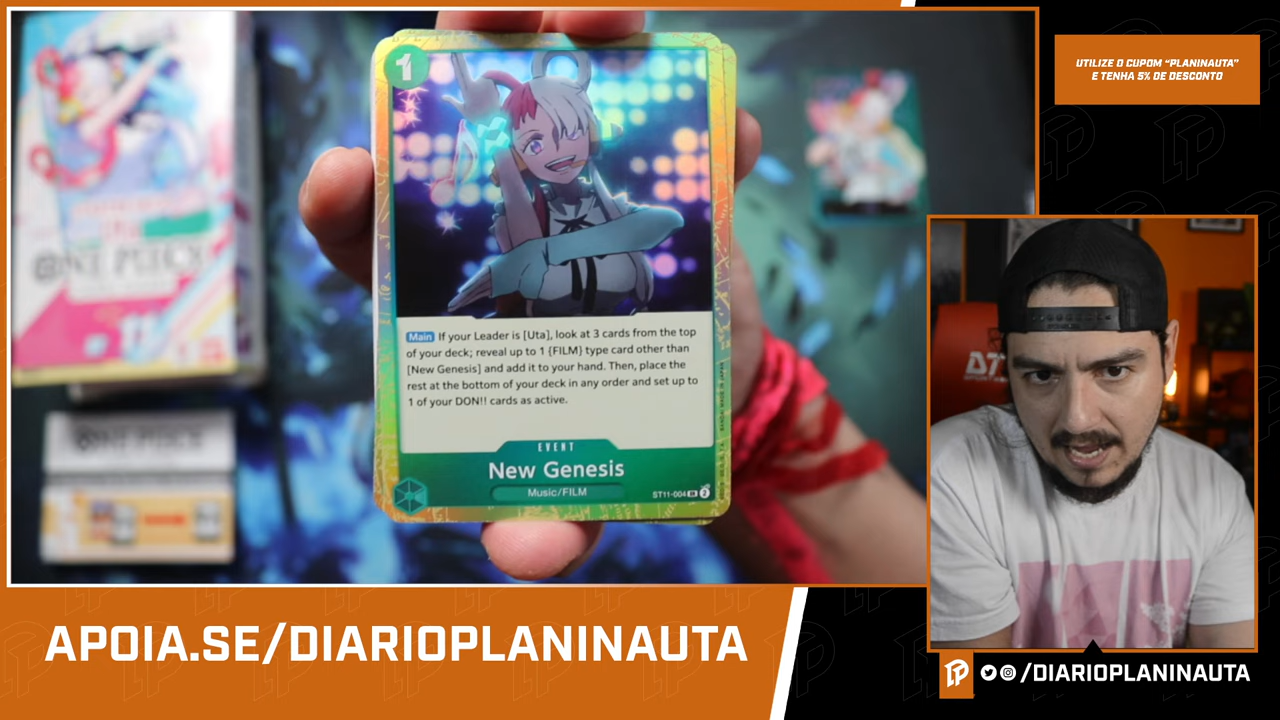 UTILIZE O CUPOM "PLANINAUTA"
E TENHA 5% DE DESCONTO
1
Main If your Leader is [Uta], look at 3 cards from the top
of your deck; reveal up to 1 {FILM} type card other than
[New Genesis] and add it to your hand. Then, place the
rest at the bottom of your deck in any order and set up to
1 of your DON!! cards as active.
EVENT
New Genesis
Music/FILM
ST11-004
2
ONE PIECE
11
APOIA.SE/DIARIOPLANINAUTA
/DIARIOPLANINAUTA